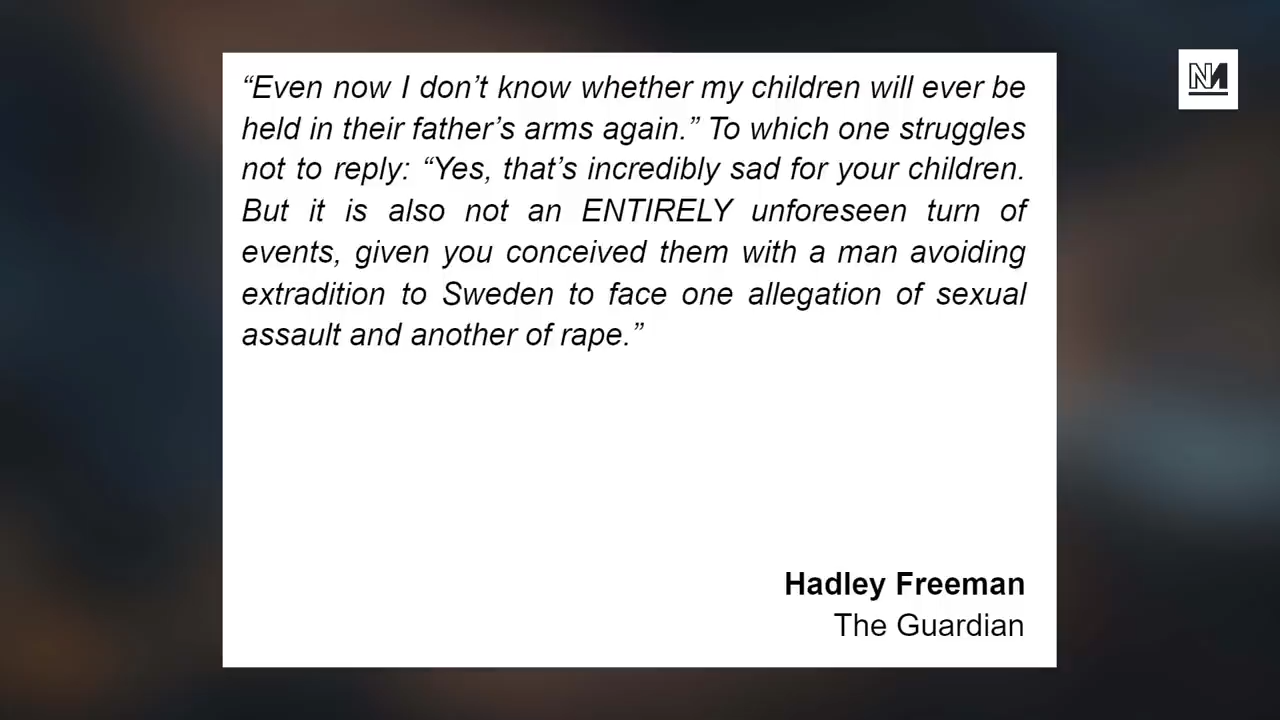 “Even now I don’t know whether my children will ever be
held in their father’s arms again.” To which one struggles
not to reply: “Yes, that’s incredibly sad for your children.
But it is also not an ENTIRELY unforeseen turn of
events, given you conceived them with a man avoiding
extradition to Sweden to face one allegation of sexual
assault and another of rape.”
Hadley Freeman
The Guardian
NM